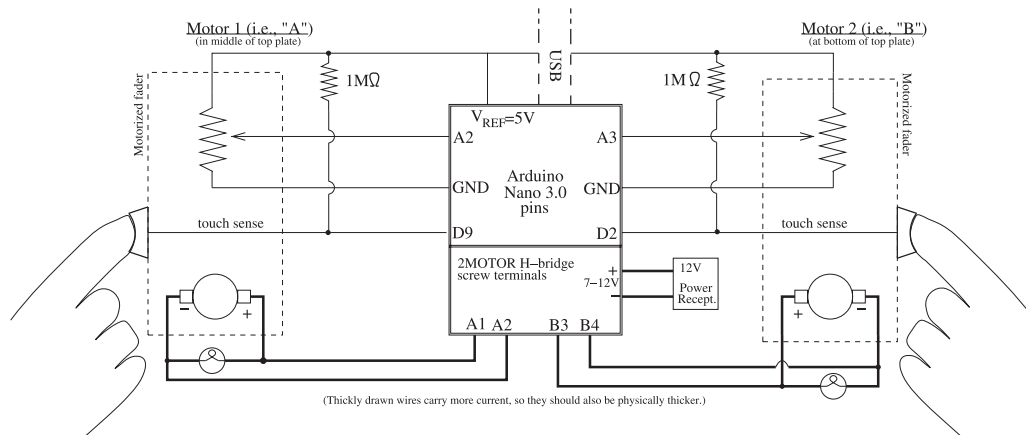 Motor 1 (i.e., "A")
(in middle of top plate)
Motor 2 (i.e., "B")
(at bottom of top plate)
USB
Motorized fader
1MΩ
1M Ω
Motorized fader
VREF=5V
A2
A3
Arduino
Nano 3.0
pins
GND
GND
touch sense
D9
D2
touch sense
2MOTOR H–bridge
screw terminals
+
7–12V
–
12V
Power
Recept.
–
+
+
–
A1
A2
B3
B4
(Thickly drawn wires carry more current, so they should also be physically thicker.)